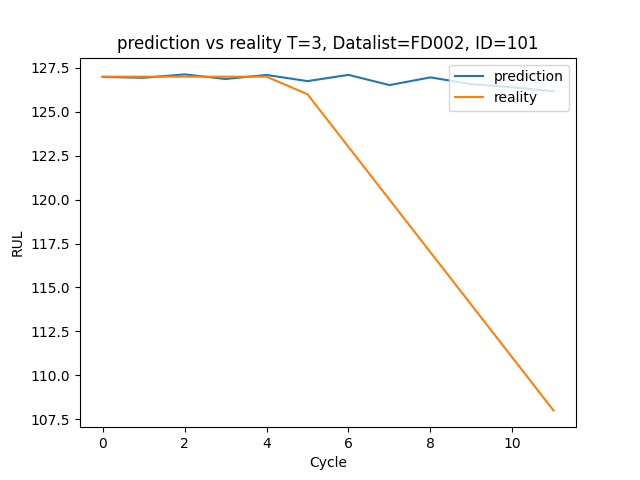 prediction vs reality T=3, Datalist=FD002, ID=101
127.5
125.0
122.5
120.0
117.5
115.0
112.5
110.0
107.5
RUL
prediction
reality
0 2 4 6 8 10
Cycle